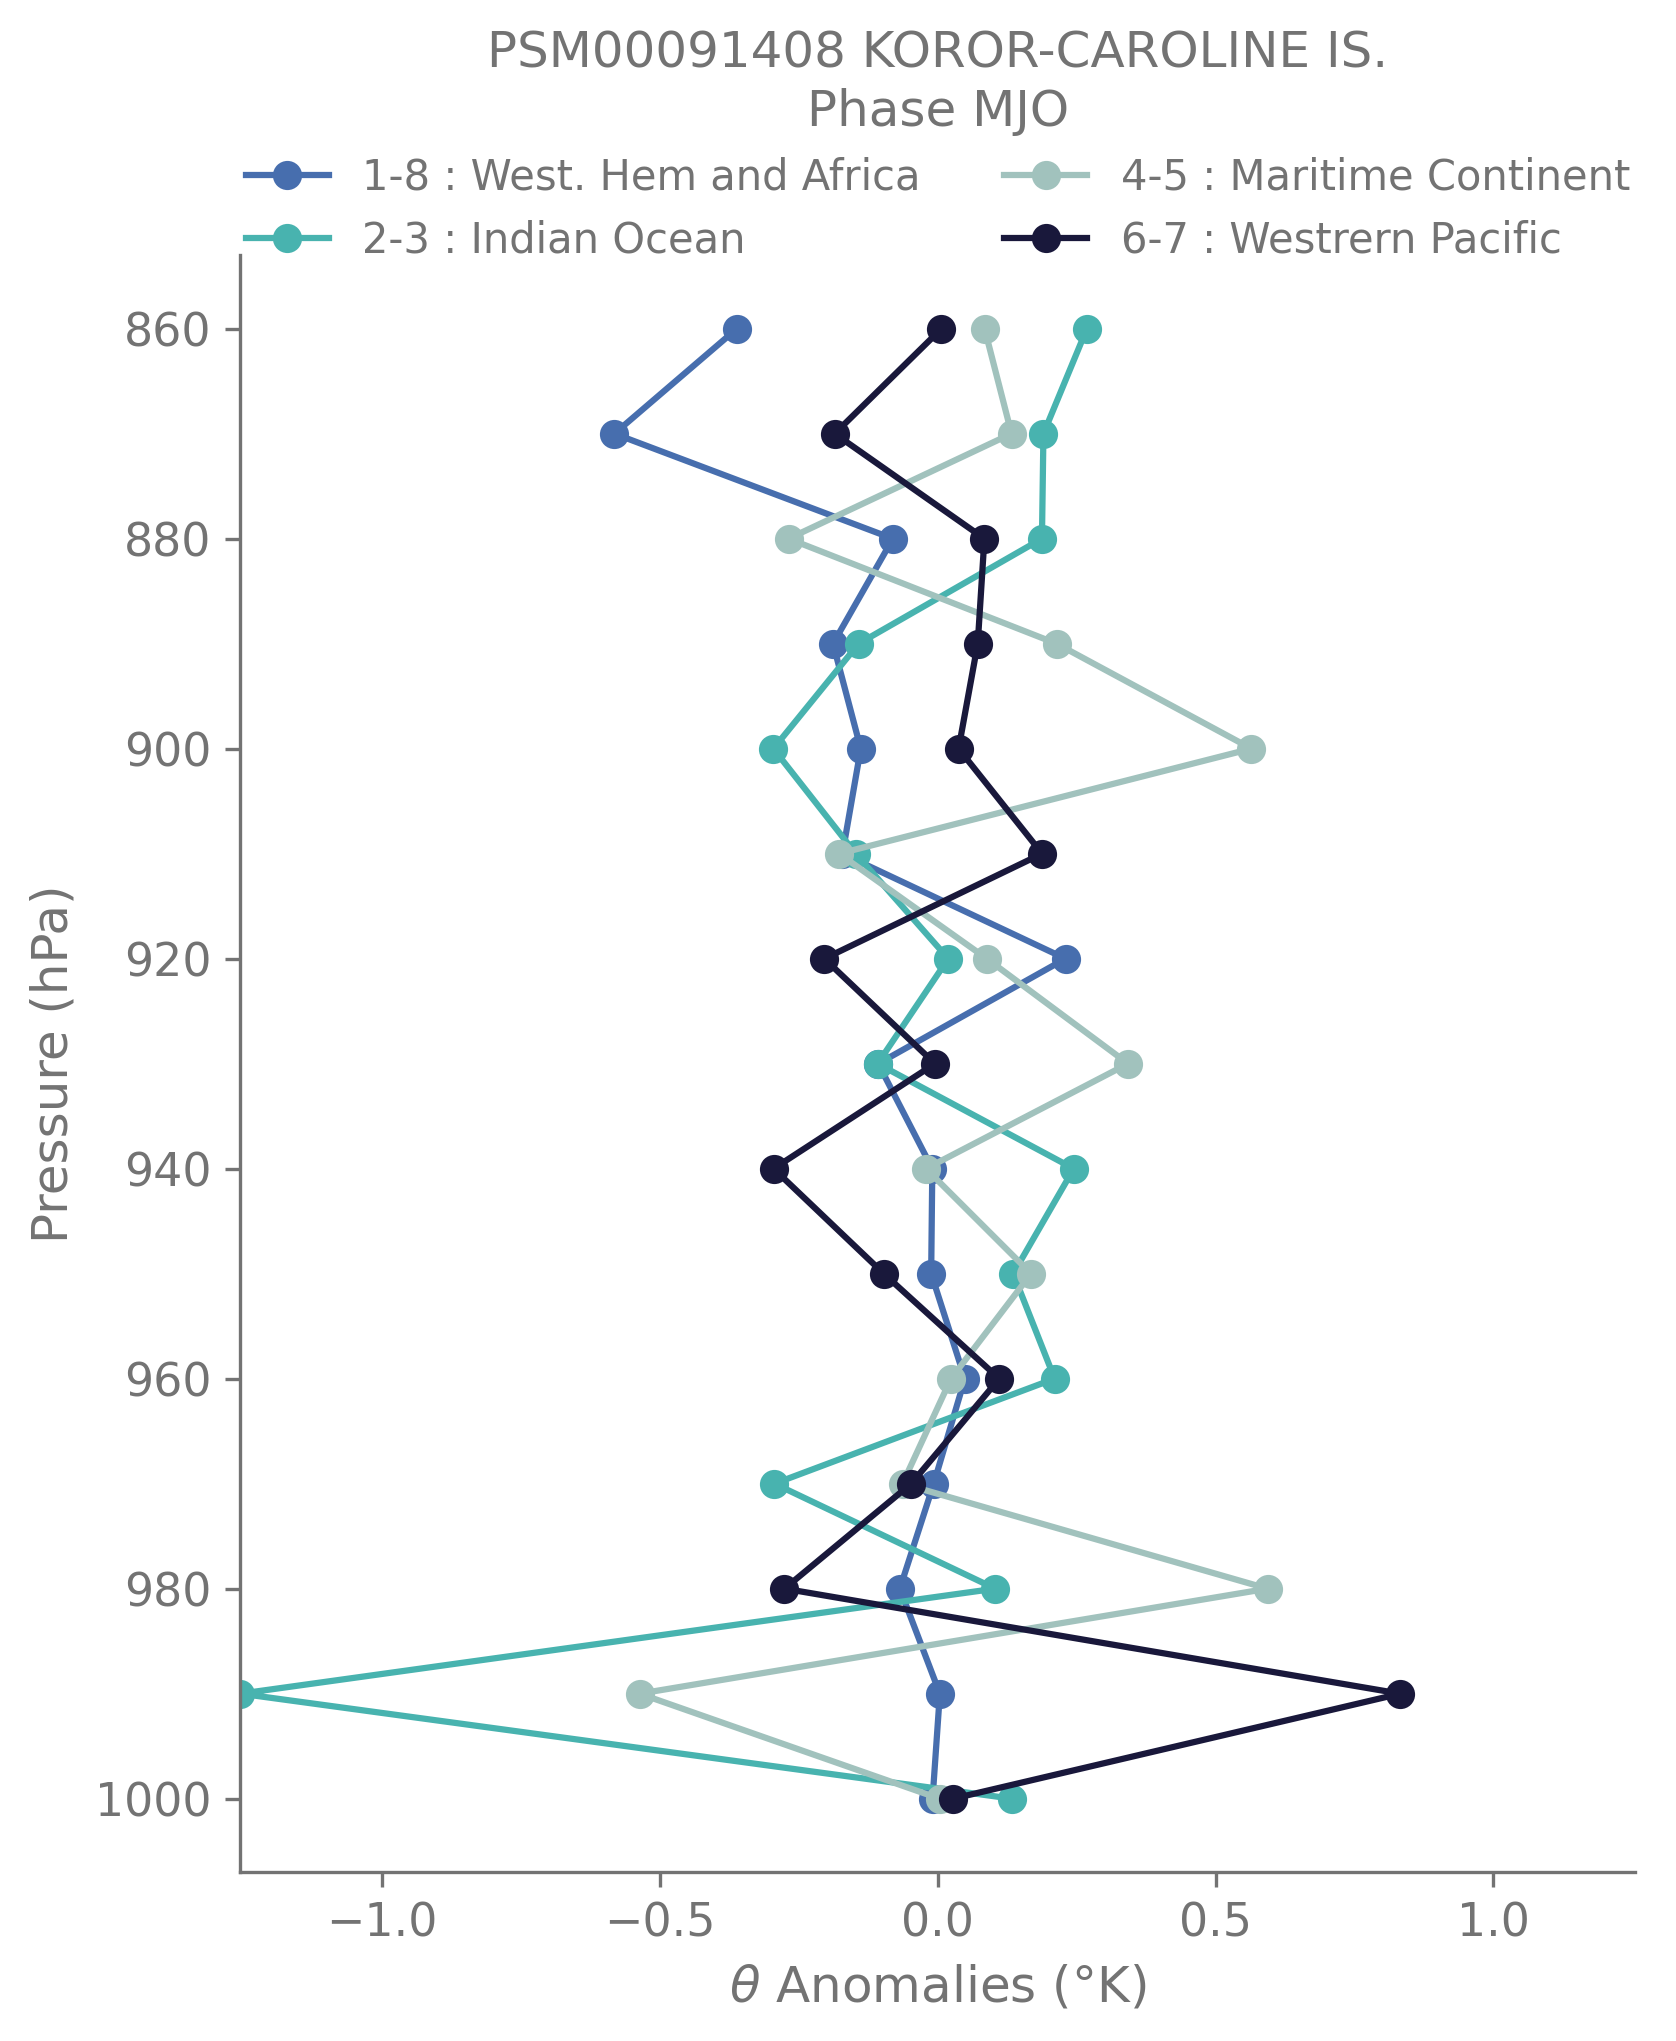 PSM00091408 KOROR-CAROLINE IS.
Phase MJO
1-8 : West. Hem and Africa
2-3 : Indian Ocean
4-5 : Maritime Continent
6-7 : Westrern Pacific
860
880
900
920
940
960
980
1000
Pressure (hPa)
−1.0
−0.5
0.0
0.5
1.0
θ Anomalies (°K)